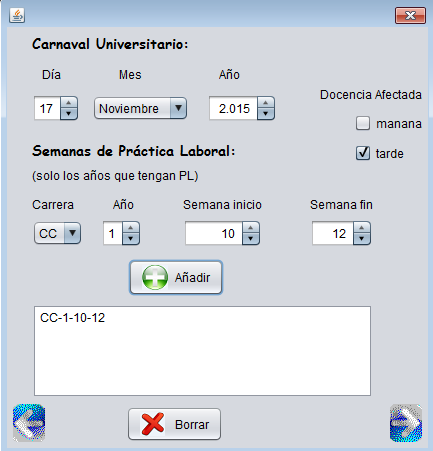 Carnaval Universitario:
Día Mes Año
Docencia Afectada
17 Noviembre 2.015
manana
Semanas de Práctica Laboral:
tarde
(solo los años que tengan PL)
Carrera Año Semana inicio Semana fin
CC 1 10 12
Añadir
CC-1-10-12
Borrar